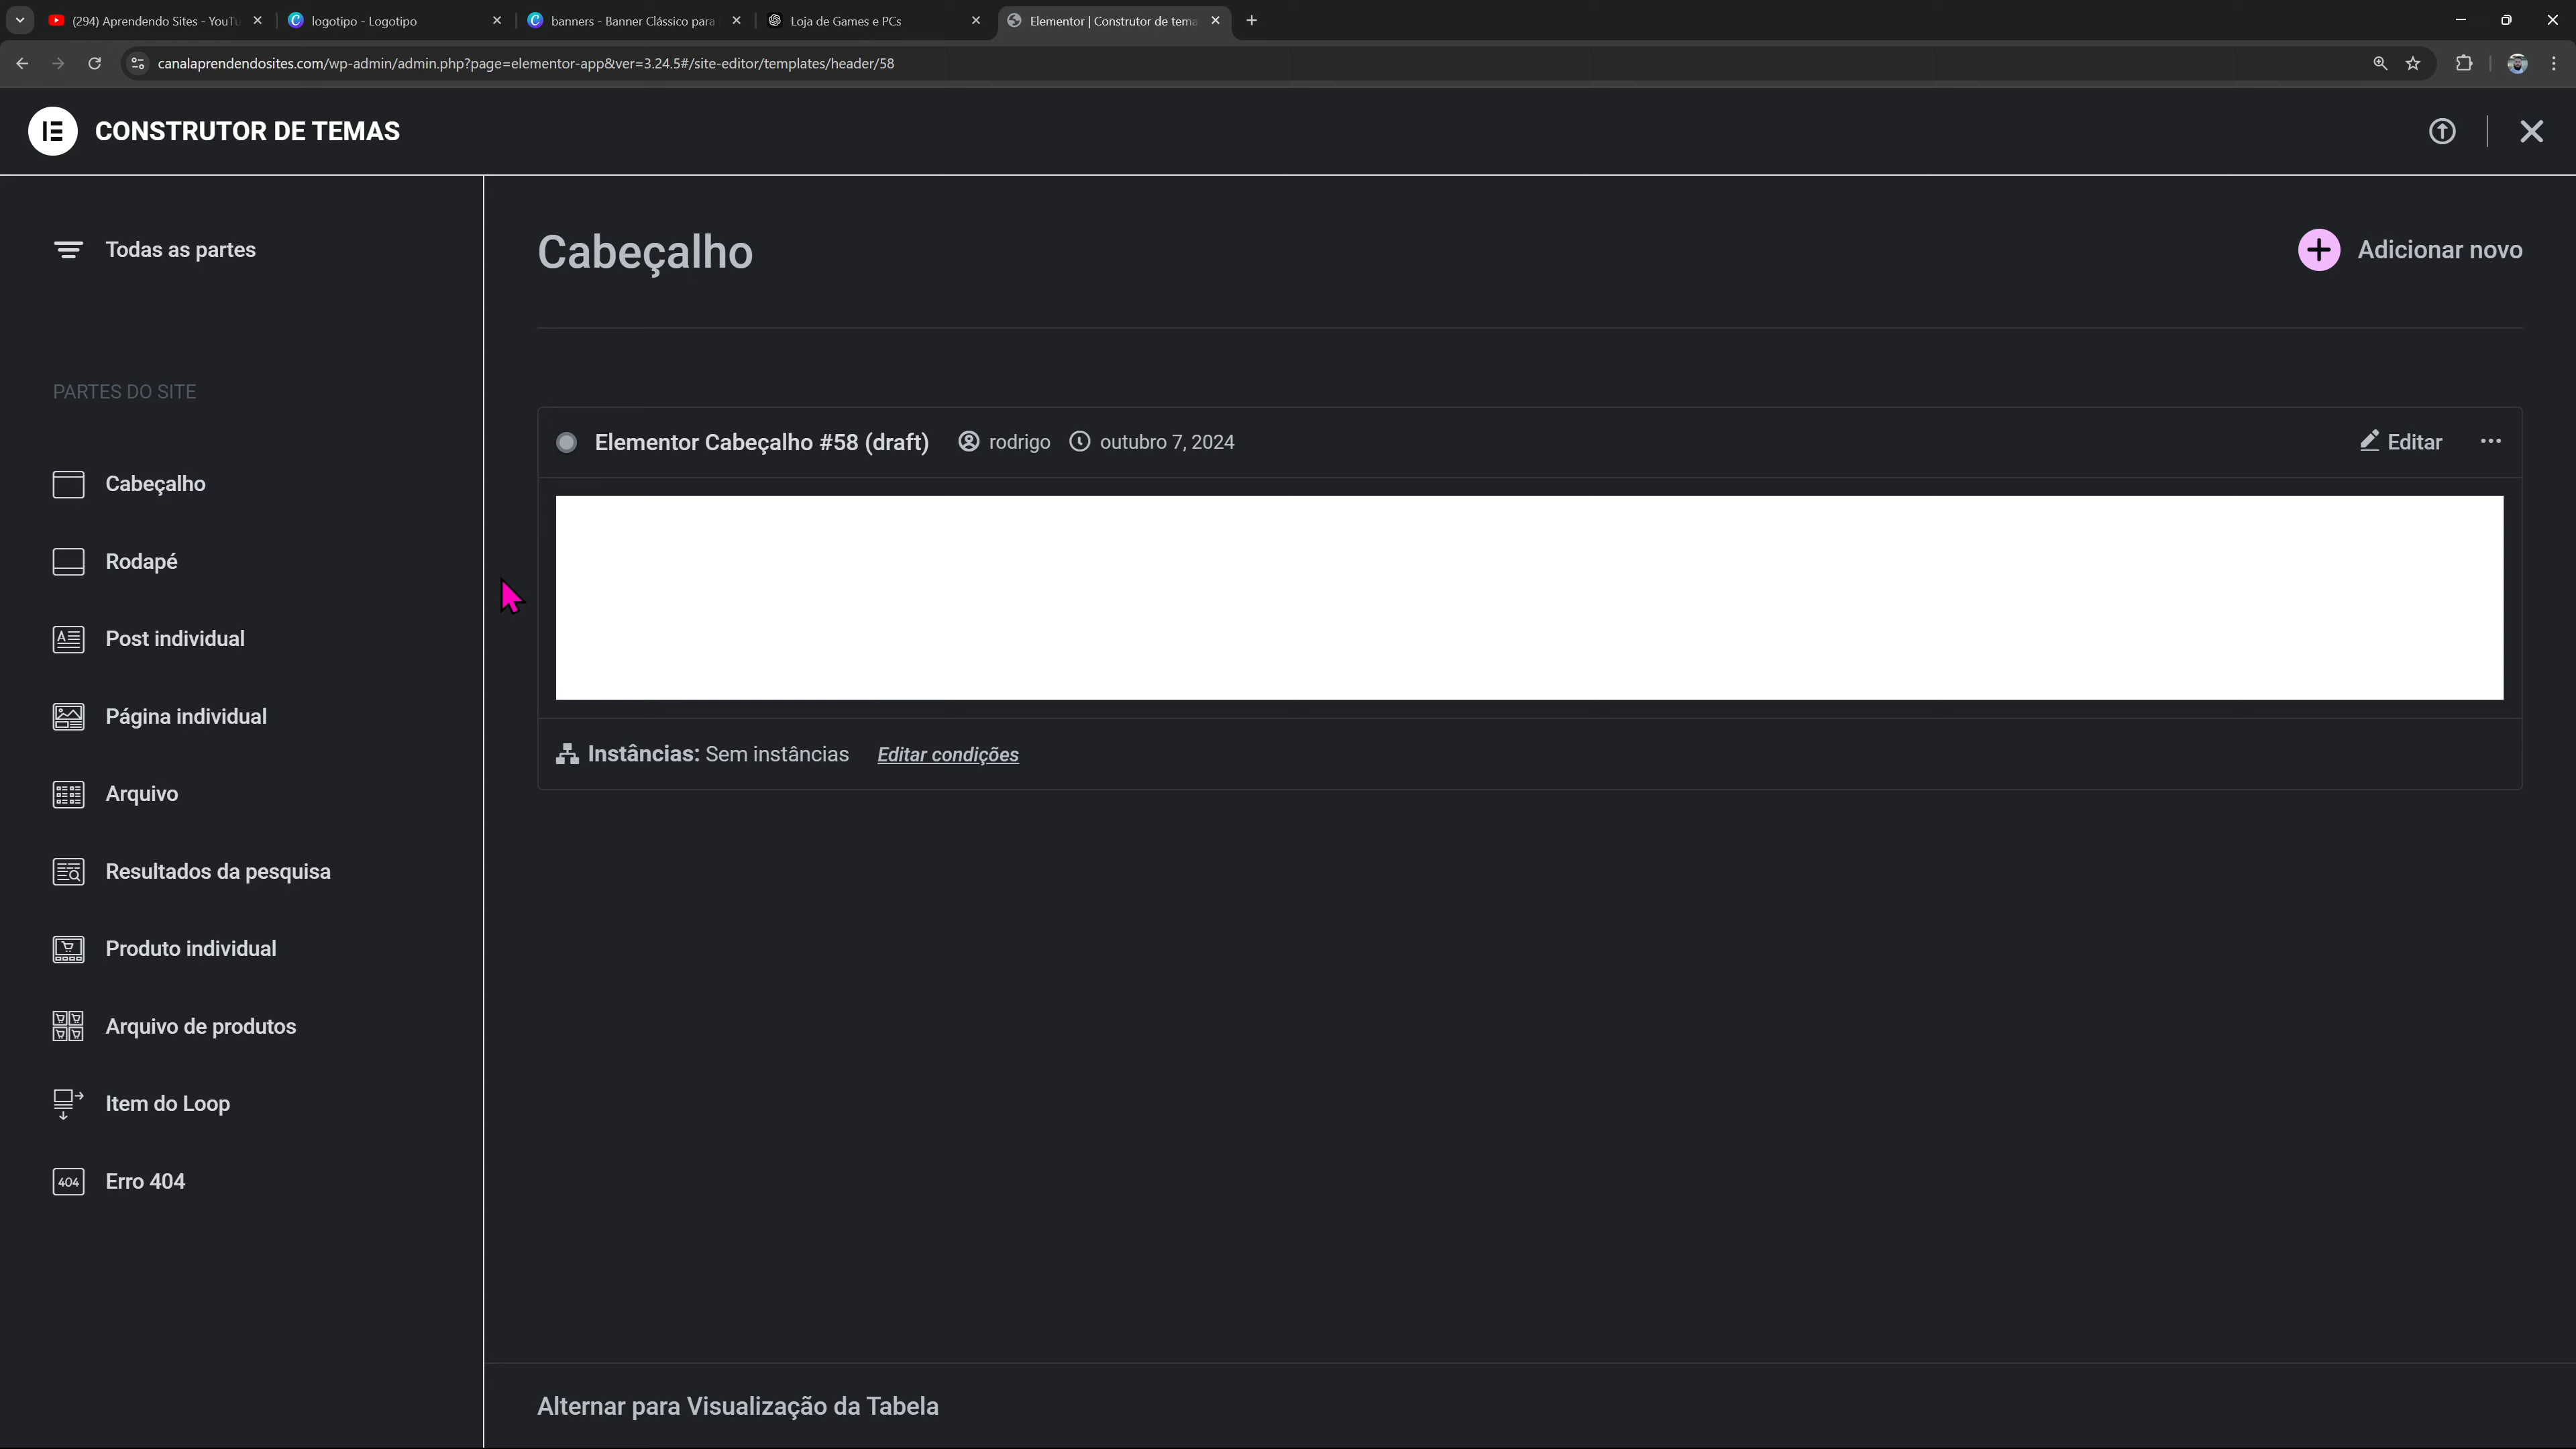 (294) Aprendendo Sites - YouTu
logotipo - Logotipo
banners - Banner Clássico para
Loja de Games e PCs
Elementor | Construtor de tema
canalaprendendosites.com/wp-admin/admin.php?page=elementor-app&ver=3.24.5#/site-editor/templates/header/58
CONSTRUTOR DE TEMAS
Todas as partes
PARTES DO SITE
Cabeçalho
Rodapé
Post individual
Página individual
Arquivo
Resultados da pesquisa
Produto individual
Arquivo de produtos
Item do Loop
404 Erro 404
Cabeçalho
Adicionar novo
Elementor Cabeçalho #58 (draft) rodrigo outubro 7, 2024
Editar
Instâncias: Sem instâncias Editar condições
Alternar para Visualização da Tabela